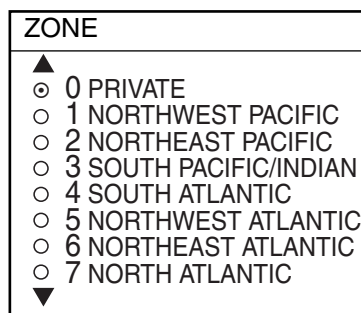 ZONE
0 PRIVATE
1 NORTHWEST PACIFIC
2 NORTHEAST PACIFIC
3 SOUTH PACIFIC/INDIAN
4 SOUTH ATLANTIC
5 NORTHWEST ATLANTIC
6 NORTHEAST ATLANTIC
7 NORTH ATLANTIC